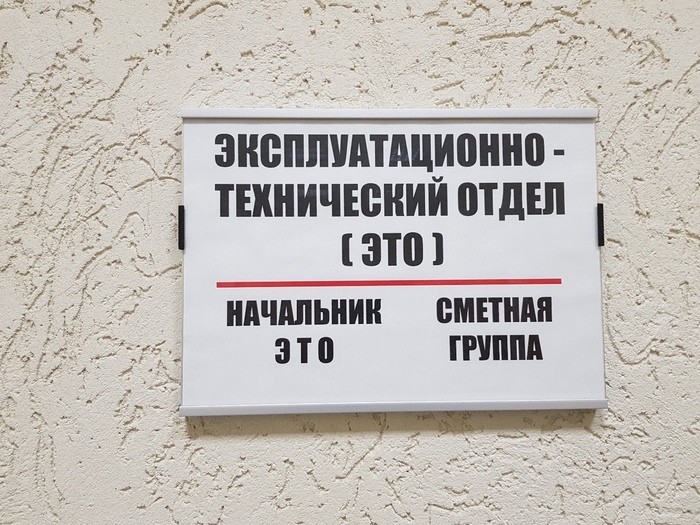 ЭКСПЛУАТАЦИОННО -
ТЕХНИЧЕСКИЙ ОТДЕЛ
( ЭТО )
НАЧАЛЬНИК
Э Т О
СМЕТНАЯ
ГРУППА